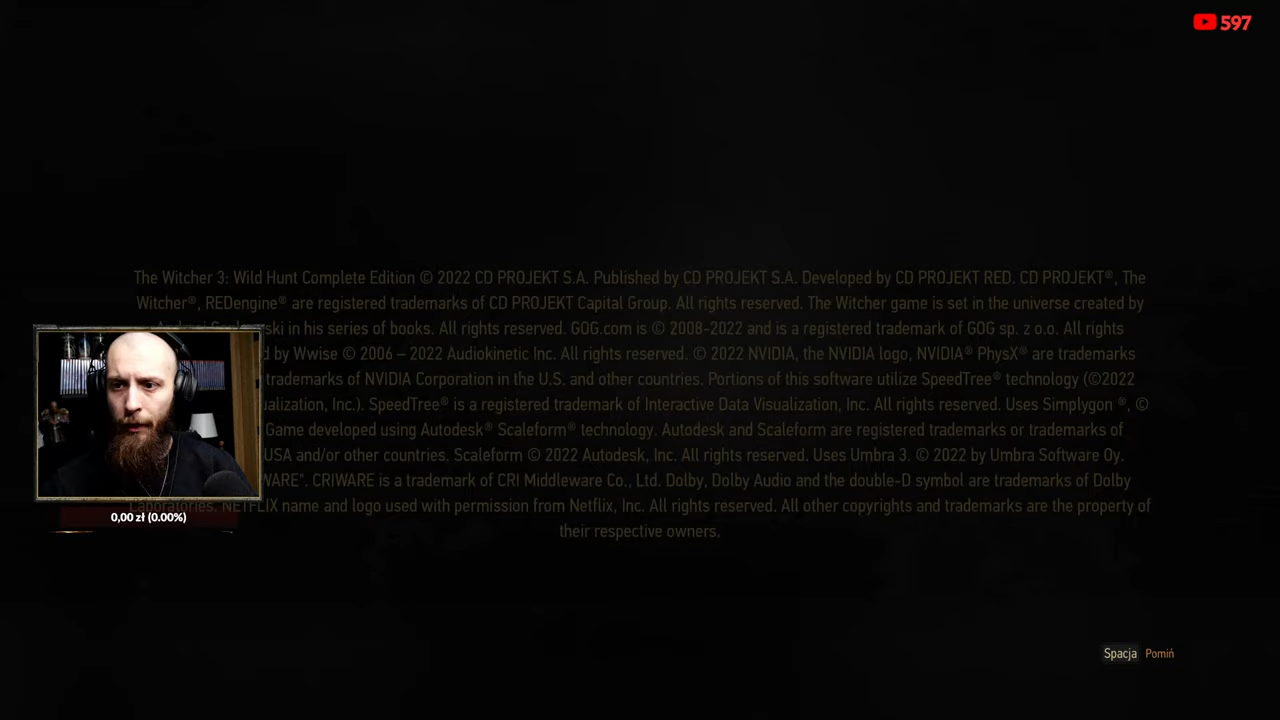 597
The Witcher 3: Wild Hunt Complete Edition © 2022 CD PROJEKT S.A. Published by CD PROJEKT S.A. Developed by CD PROJEKT RED. CD PROJEKT®, The
Witcher®, REDengine® are registered trademarks of CD PROJEKT Capital Group. All rights reserved. The Witcher game is set in the universe created by
in his series of books. All rights reserved. GOG.com is © 2008-2022 and is a registered trademark of GOG sp. z o.o. All rights
by Wwise © 2006 – 2022 Audiokinetic Inc. All rights reserved. © 2022 NVIDIA, the NVIDIA logo, NVIDIA® PhysX® are trademarks
trademarks of NVIDIA Corporation in the U.S. and other countries. Portions of this software utilize SpeedTree® technology (©2022
Inc.). SpeedTree® is a registered trademark of Interactive Data Visualization, Inc. All rights reserved. Uses Simplygon ®, ©
Game developed using Autodesk® Scaleform® technology. Autodesk and Scaleform are registered trademarks or trademarks of
USA and/or other countries. Scaleform © 2022 Autodesk, Inc. All rights reserved. Uses Umbra 3. © 2022 by Umbra Software Oy.
CRIWARE is a trademark of CRI Middleware Co., Ltd. Dolby, Dolby Audio and the double-D symbol are trademarks of Dolby
Laboratories. NETFLIX name and logo used with permission from Netflix, Inc. All rights reserved. All other copyrights and trademarks are the property of
their respective owners.
0,00 zł (0.00%)
Spacja Pomiń